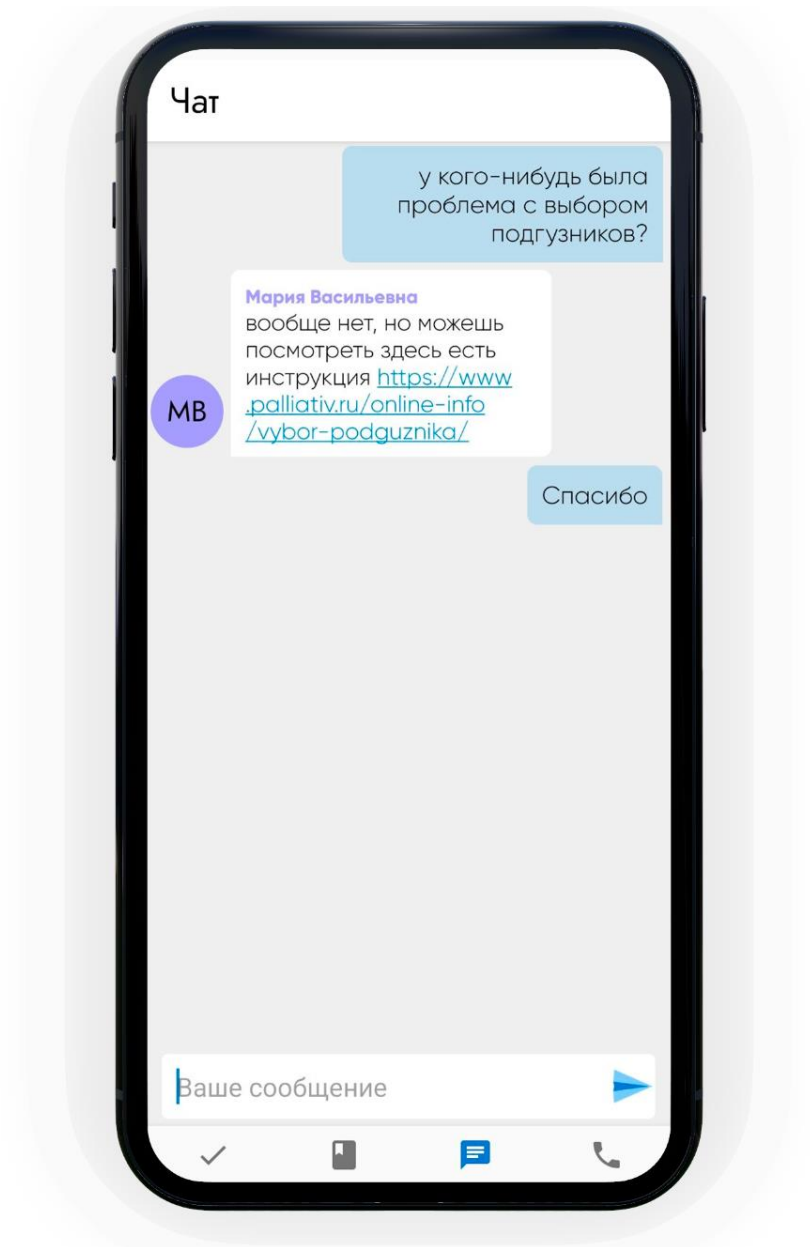 Чат
у кого-нибудь была
проблема с выбором
подгузников?
Мария Васильевна
вообще нет, но можешь
посмотреть здесь есть
инструкция https://www
.palliativ.ru/online-info
/vybor-podguznika/
МВ
Спасибо
Ваше сообщение